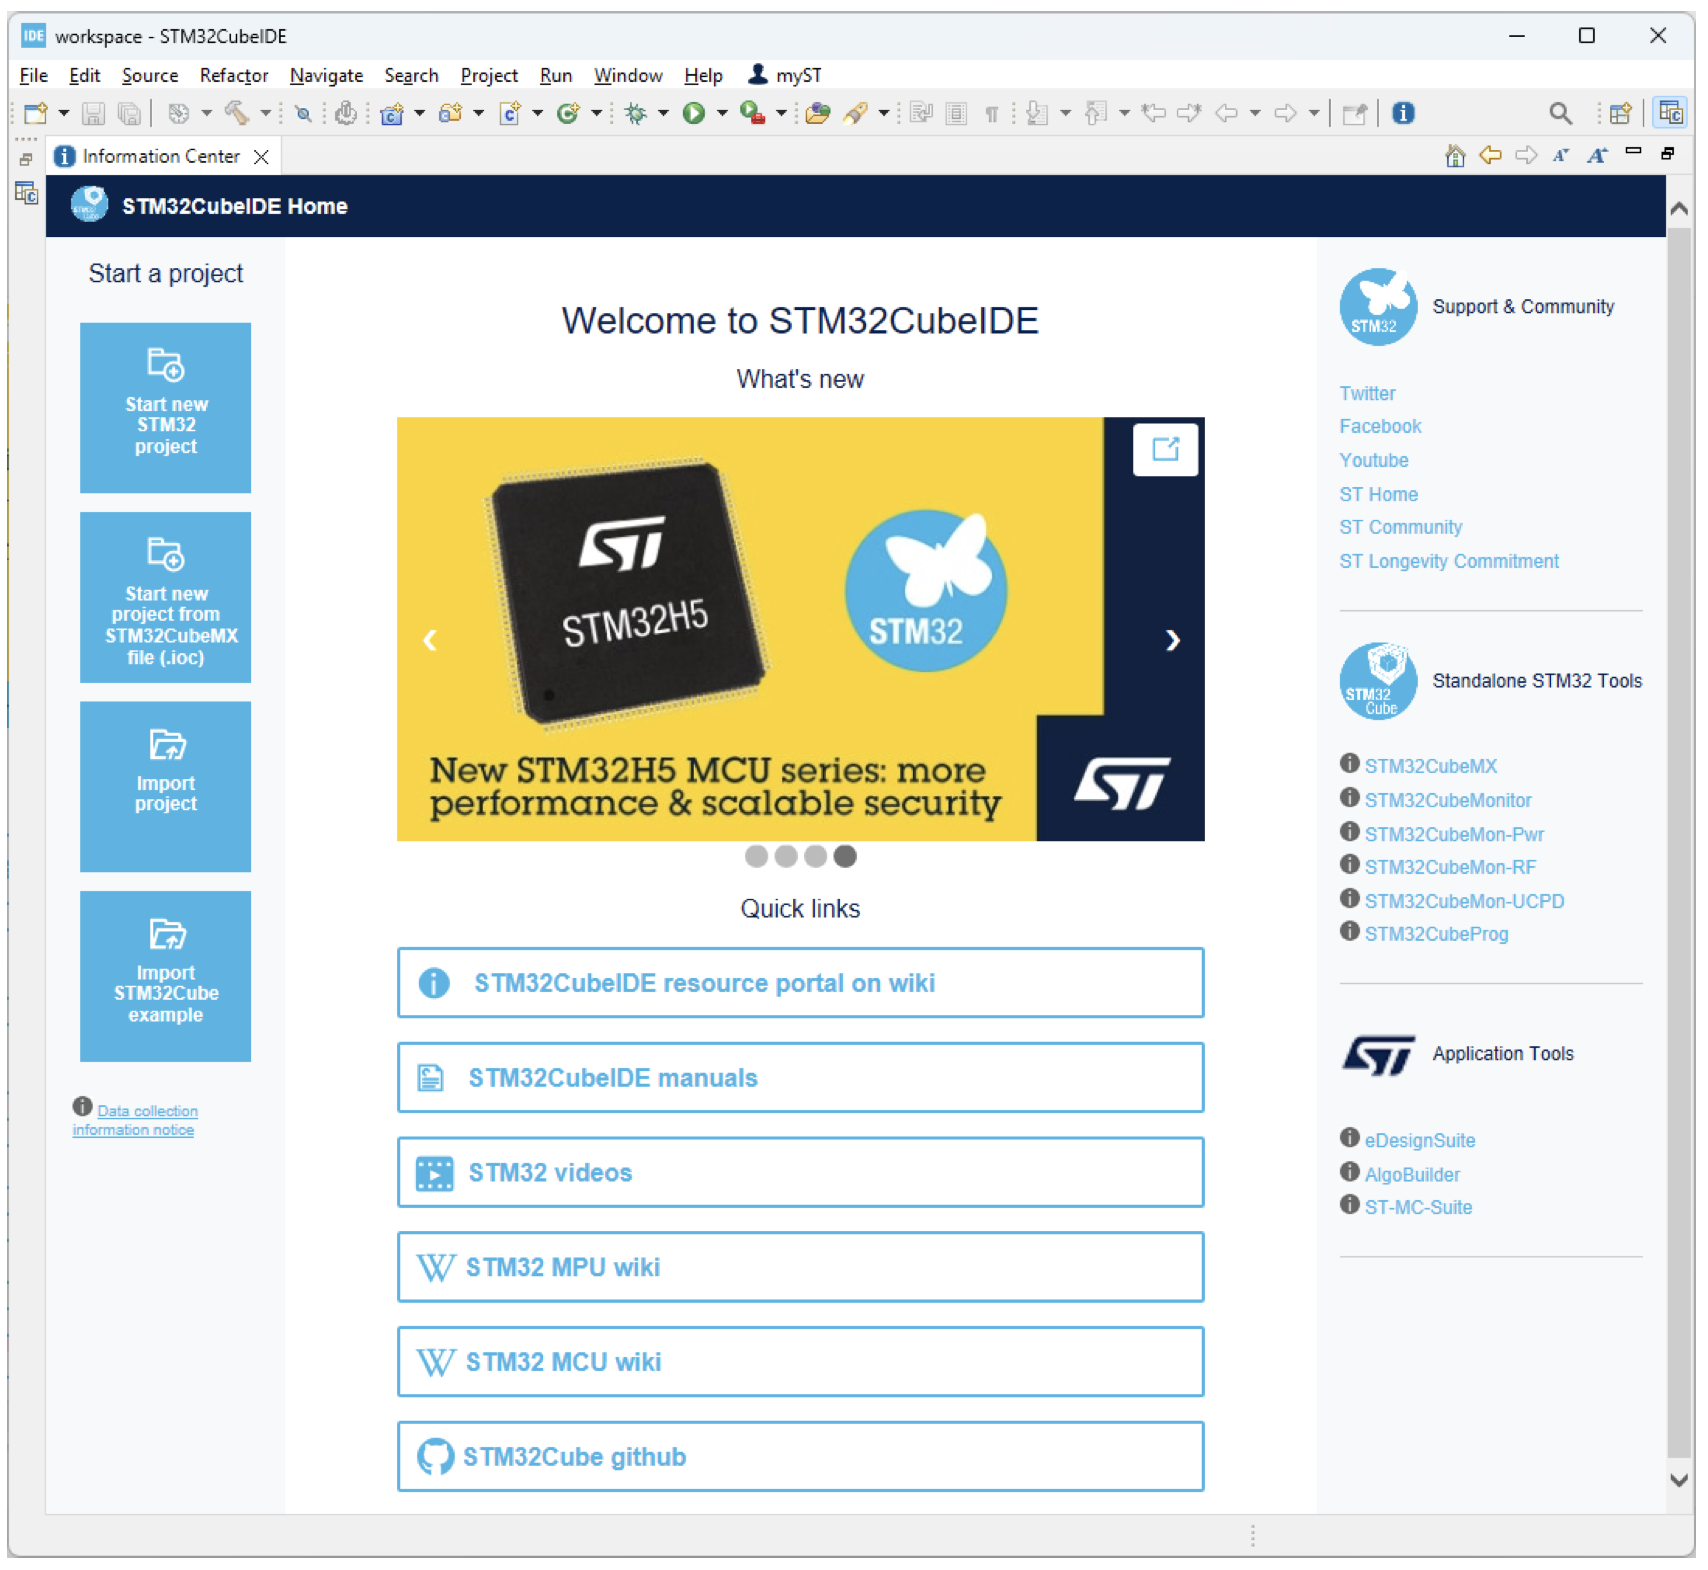 IDE workspace - STM32CubeIDE
File Edit Source Refactor Navigate Search Project Run Window Help myST
Information Center
STM32CubeIDE Home
Start a project
Start new
STM32
project
Start new
project from
STM32CubeMX
file (.ioc)
Import
project
Import
STM32Cube
example
Data collection
information notice
Welcome to STM32CubeIDE
What's new
ST
STM32H5
STM32
New STM32H5 MCU series: more
performance & scalable security
ST
Quick links
STM32CubeIDE resource portal on wiki
STM32CubeIDE manuals
STM32 videos
W STM32 MPU wiki
W STM32 MCU wiki
STM32Cube github
STM32
Support & Community
Twitter
Facebook
Youtube
ST Home
ST Community
ST Longevity Commitment
STM32
Cube
Standalone STM32 Tools
STM32CubeMX
STM32CubeMonitor
STM32CubeMon-Pwr
STM32CubeMon-RF
STM32CubeMon-UCPD
STM32CubeProg
ST
Application Tools
eDesignSuite
AlgoBuilder
ST-MC-Suite